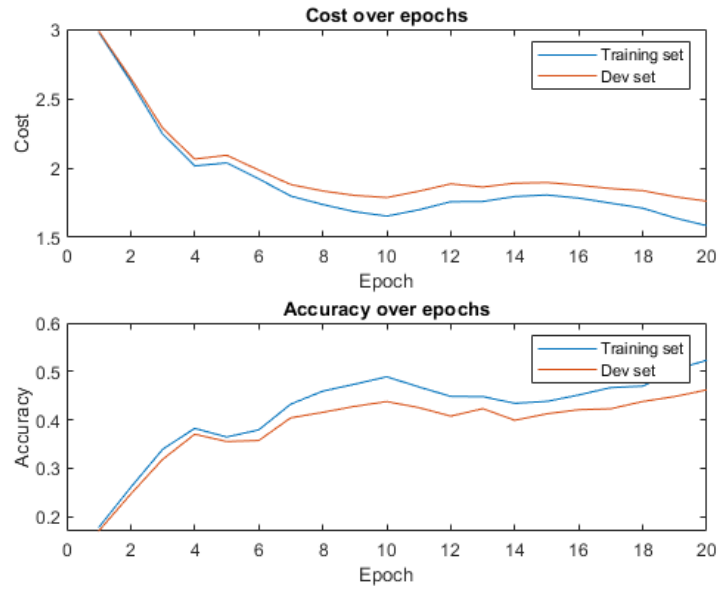 Cost over epochs
3
2.5
2
1.5
Cost
Training set
Dev set
0 2 4 6 8 10 12 14 16 18 20
Epoch
Accuracy over epochs
0.6
0.5
0.4
0.3
0.2
Accuracy
Training set
Dev set
0 2 4 6 8 10 12 14 16 18 20
Epoch